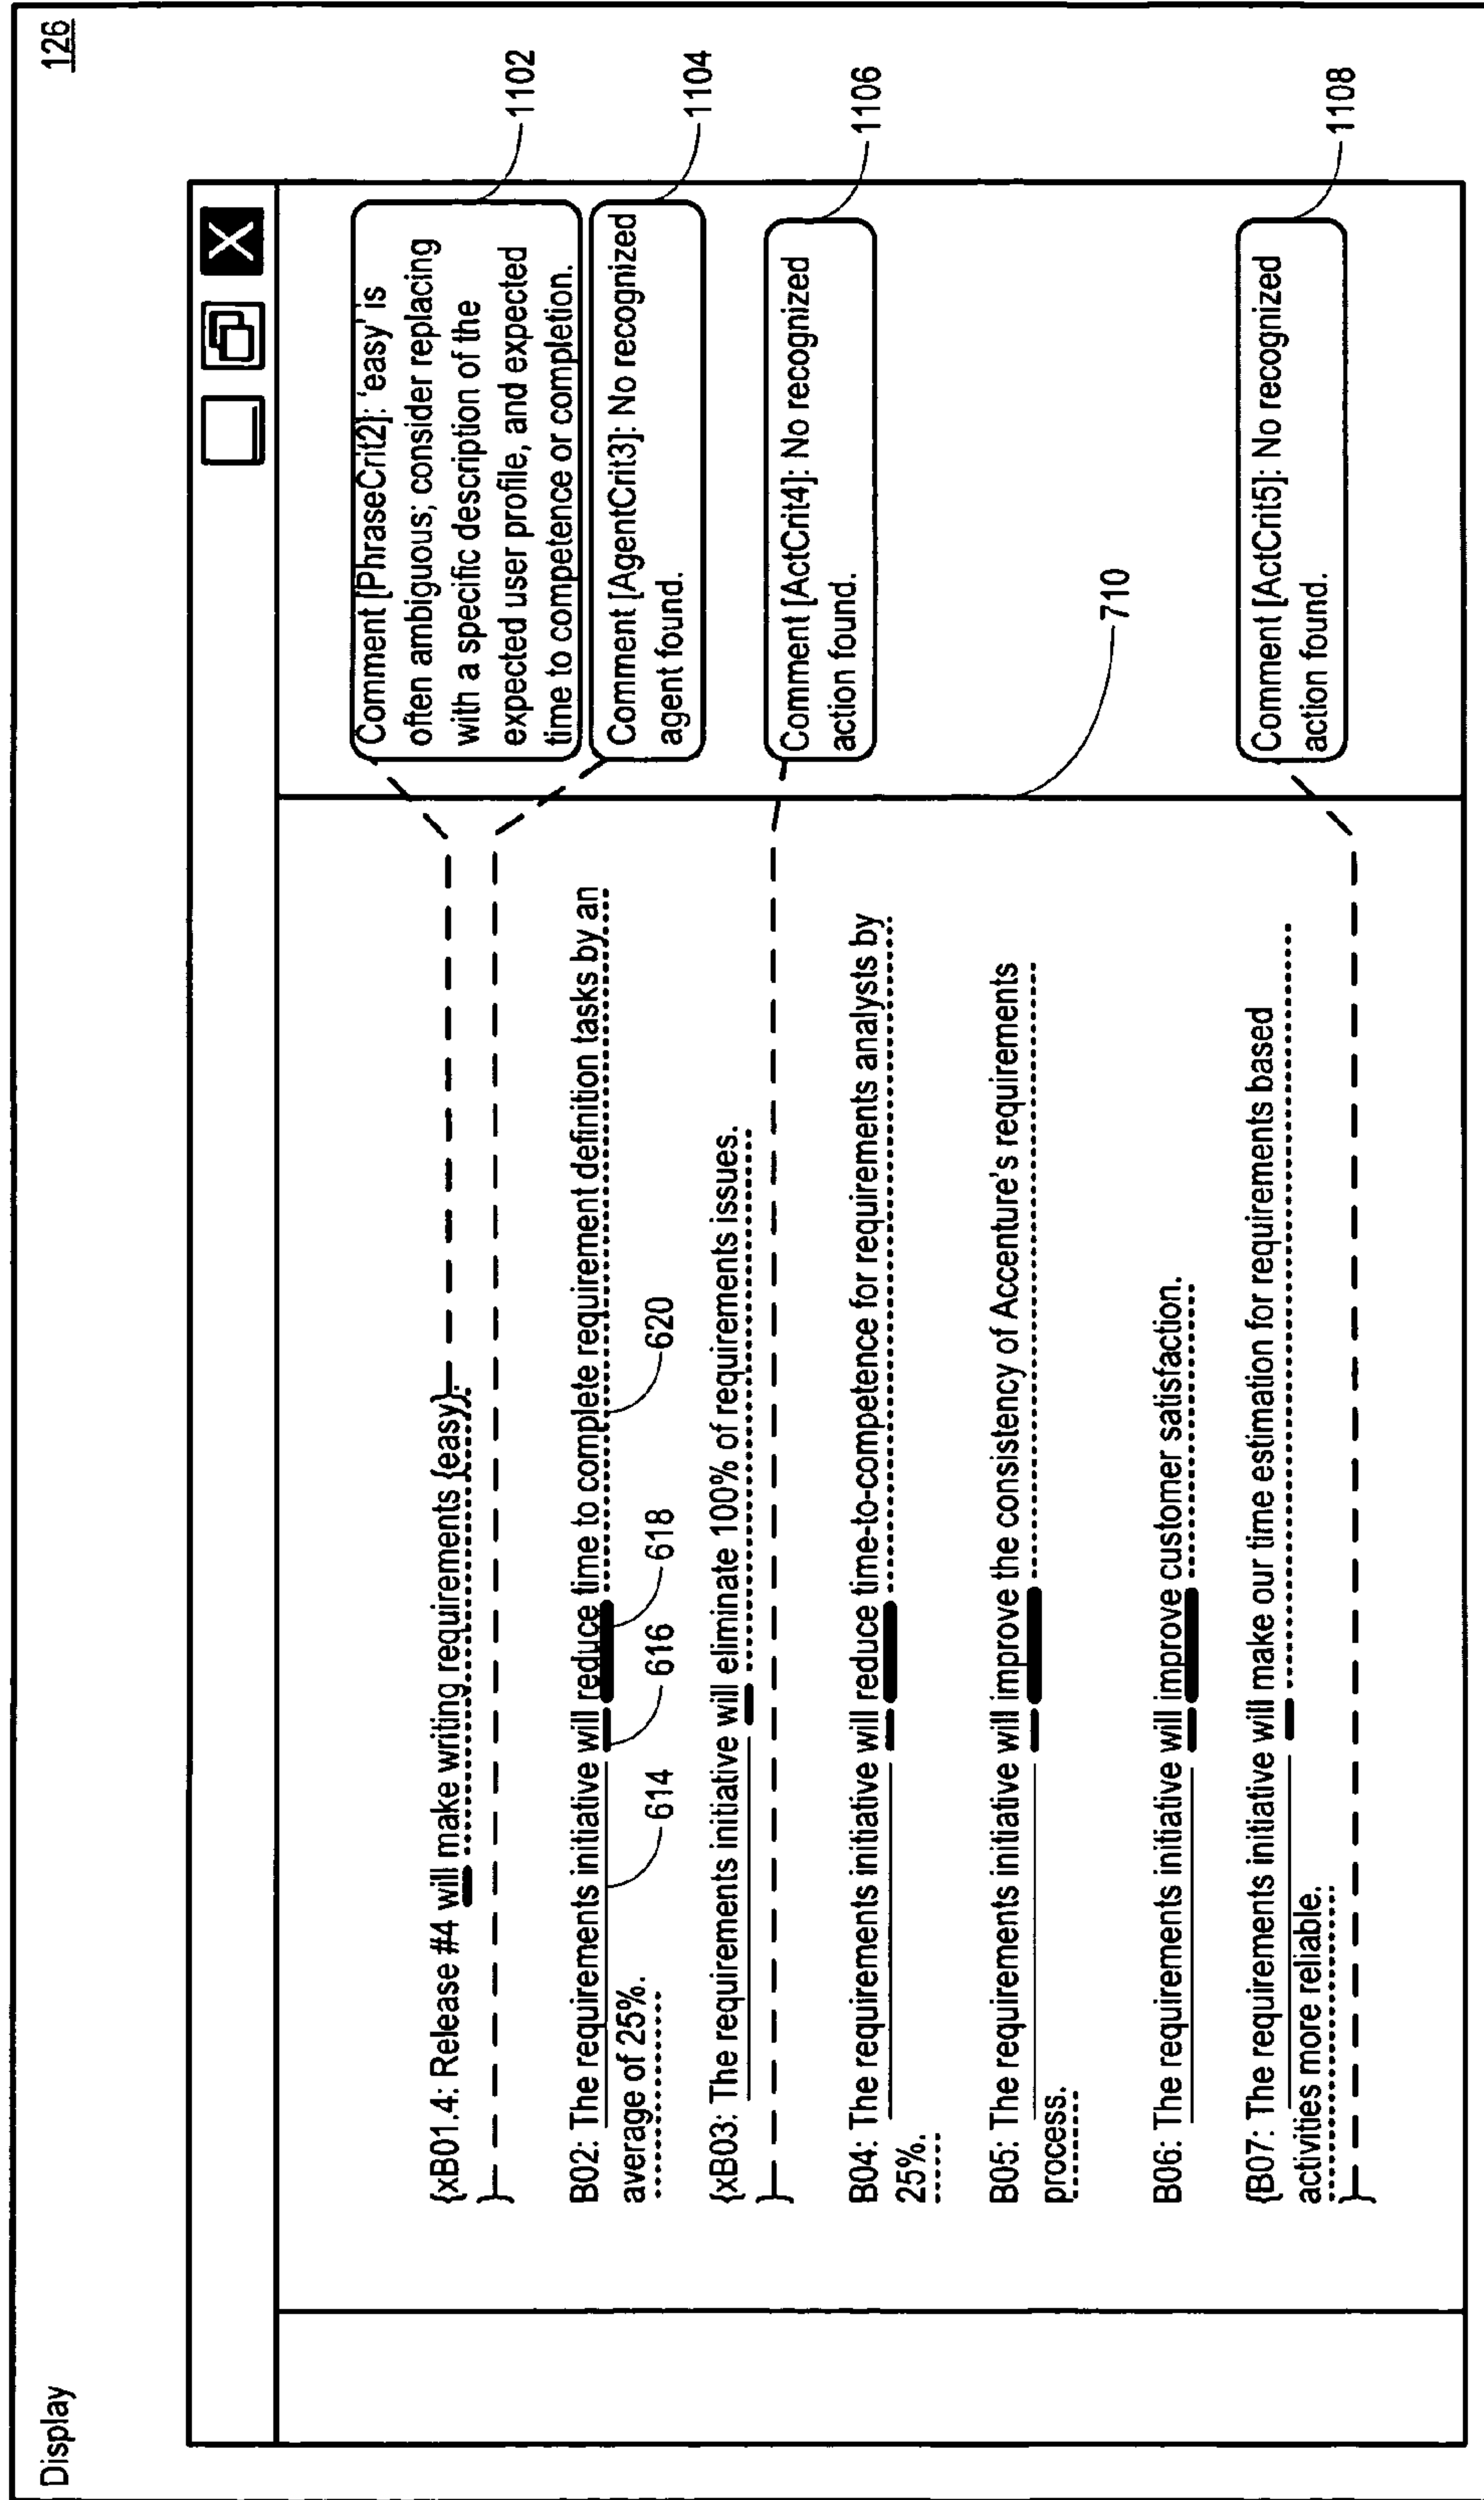 Display
126
Comment [PhraseCrit2]: 'easy' is
often ambiguous; consider replacing
with a specific description of the
expected user profile, and expected
time to competence or completion.
1102
Comment [AgentCrit3]: No recognized
agent found.
1104
Comment [ActCrit4]: No recognized
action found.
1106
Comment [ActCrit5]: No recognized
action found.
1108
710
{xB01.4: Release #4 will make writing requirements {easy}.
}
B02: The requirements initiative will reduce time to complete requirement definition tasks by an
average of 25%.
614
616
618
620
{xB03: The requirements initiative will eliminate 100% of requirements issues.
}
B04: The requirements initiative will reduce time-to-competence for requirements analysts by
25%.
B05: The requirements initiative will improve the consistency of Accenture's requirements
process.
B06: The requirements initiative will improve customer satisfaction.
{B07: The requirements initiative will make our time estimation for requirements based
activities more reliable.
}